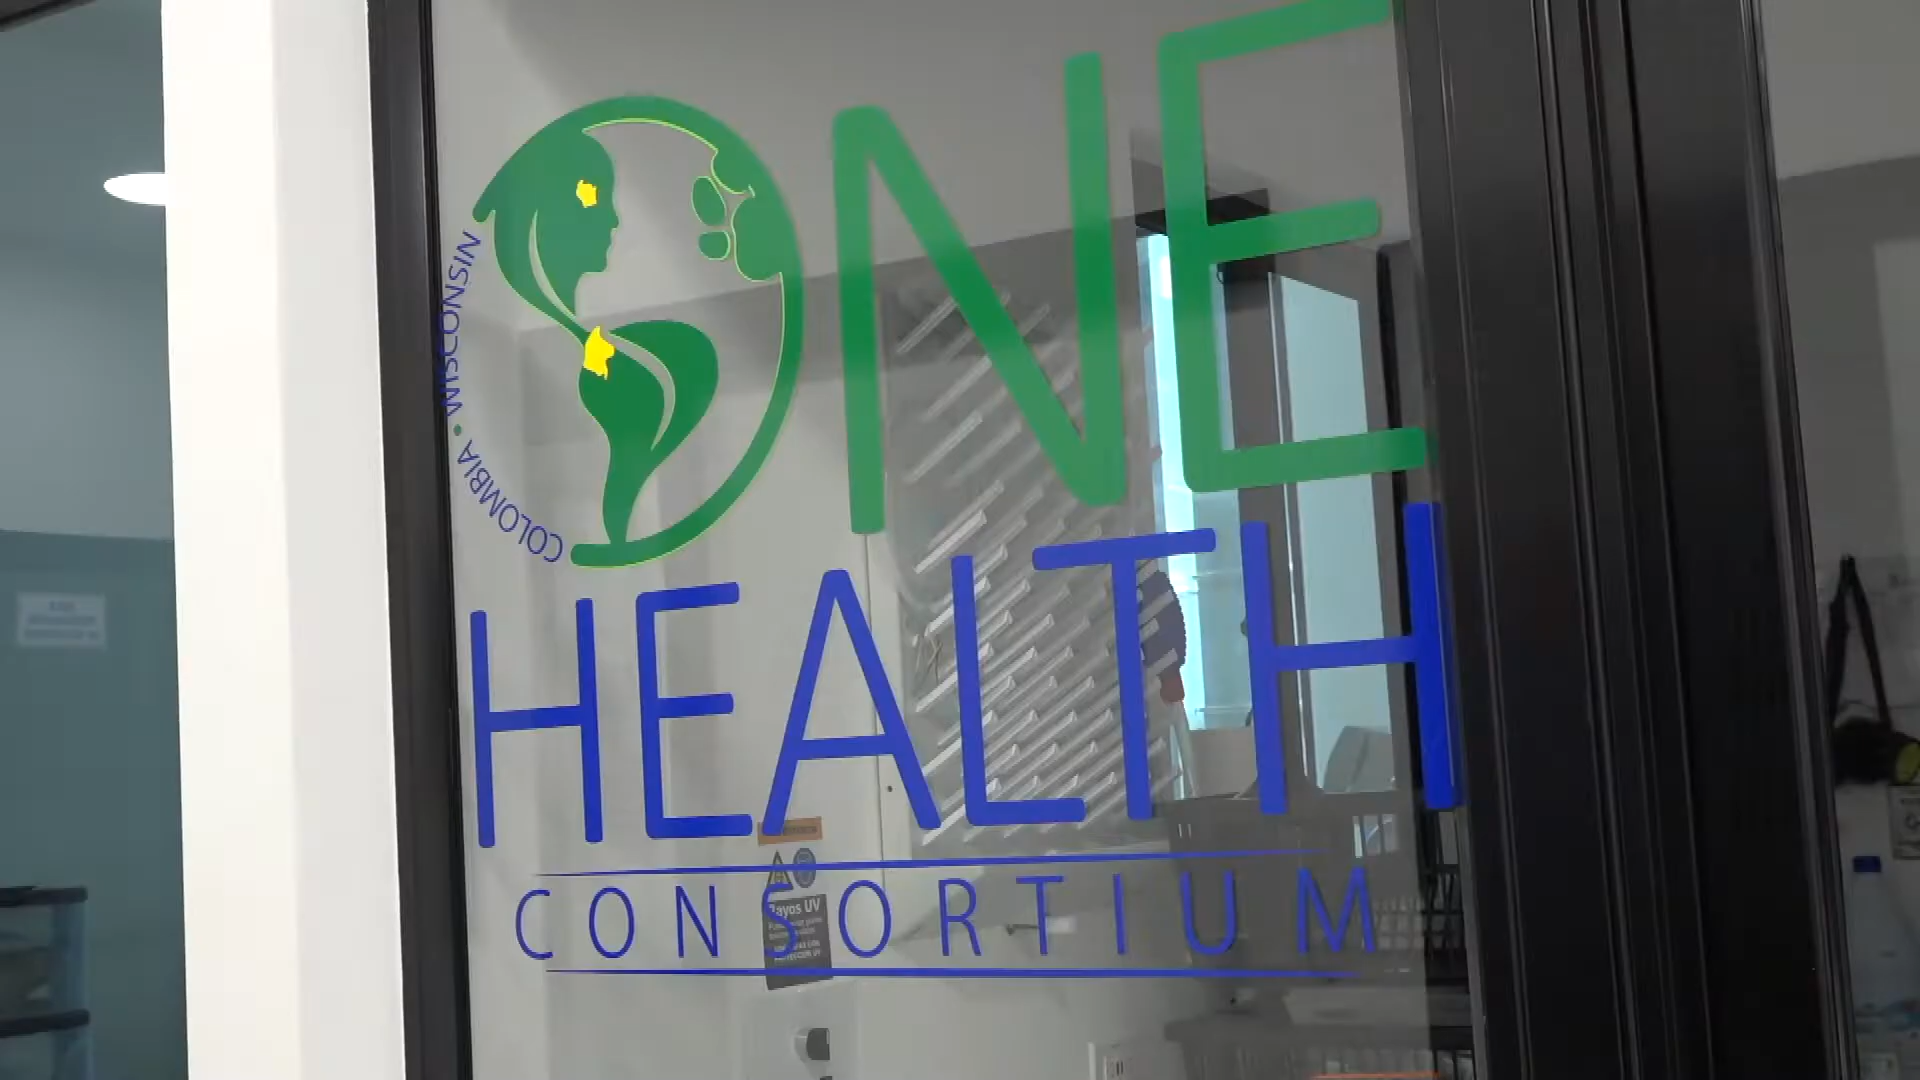 ONE
COLOMBIA • WISCONSIN
HEALTH
CONSORTIUM
Rayos UV